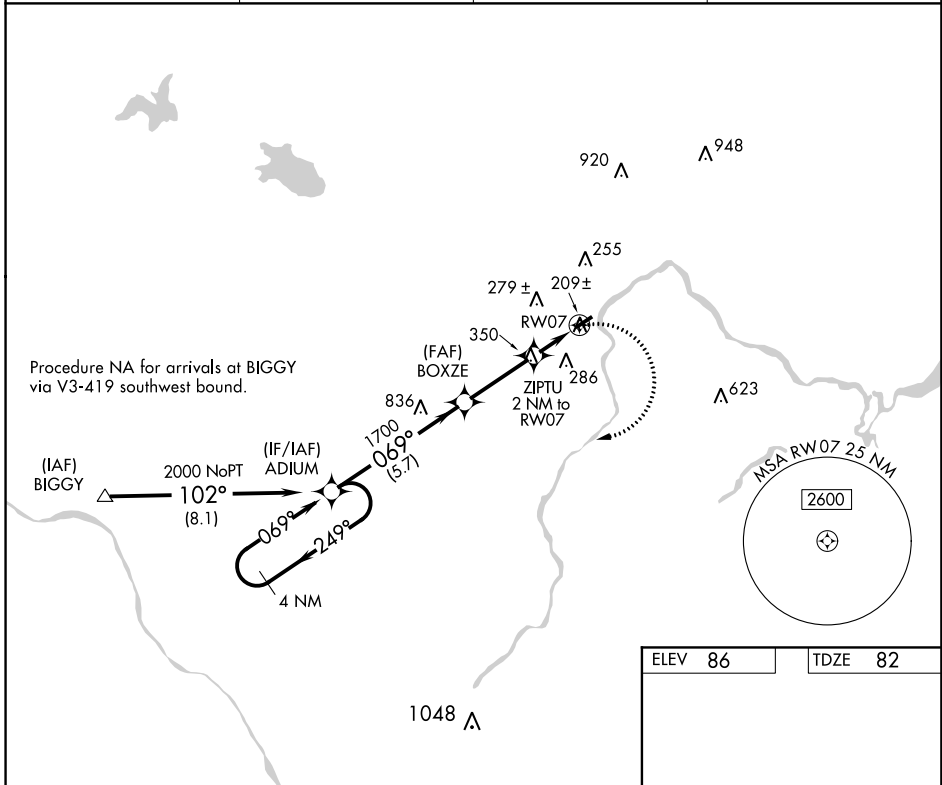 920
948
255
279 ±
209±
RW07
350
(FAF)
BOXZE
286
ZIPTU
2 NM to
RW07
Procedure NA for arrivals at BIGGY
via V3-419 southwest bound.
836
623
1700
069°
(5.7)
(IF/IAF)
ADIUM
(IAF)
BIGGY
2000 NoPT
102°
(8.1)
MSA RW07 25 NM
2600
069°
249°
4 NM
ELEV 86
TDZE 82
1048